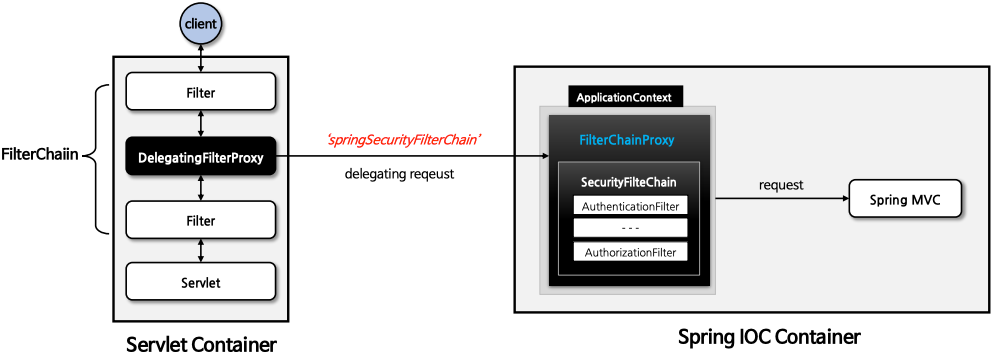 client
Filter
FilterChaiin
DelegatingFilterProxy
Filter
Servlet
Servlet Container
'springSecurityFilterChain'
delegating reqeust
ApplicationContext
FilterChainProxy
SecurityFilteChain
AuthenticationFilter
- - -
AuthorizationFilter
request
Spring MVC
Spring IOC Container